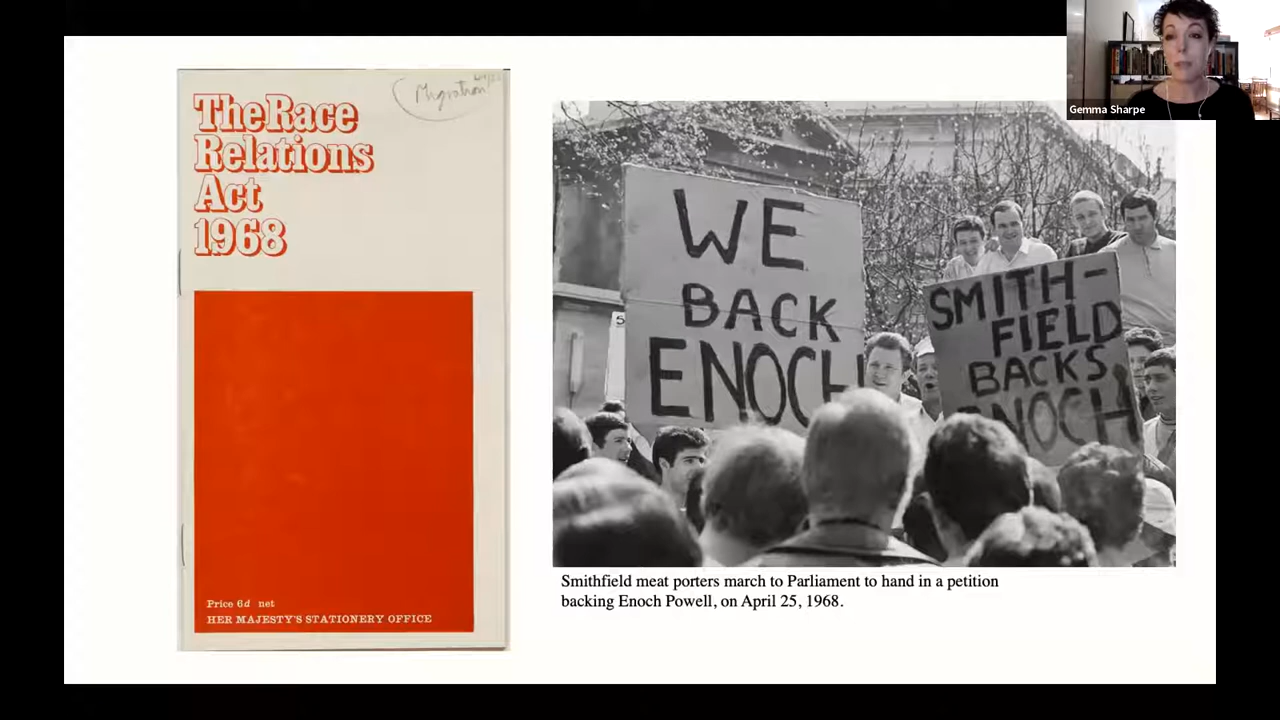 Gemma Sharpe
Migration
The Race
Relations
Act
1968
Price 6d net
HER MAJESTY'S STATIONERY OFFICE
WE
BACK
ENOCH
5
SMITH-
FIELD
BACKS
ENOCH
Smithfield meat porters march to Parliament to hand in a petition
backing Enoch Powell, on April 25, 1968.